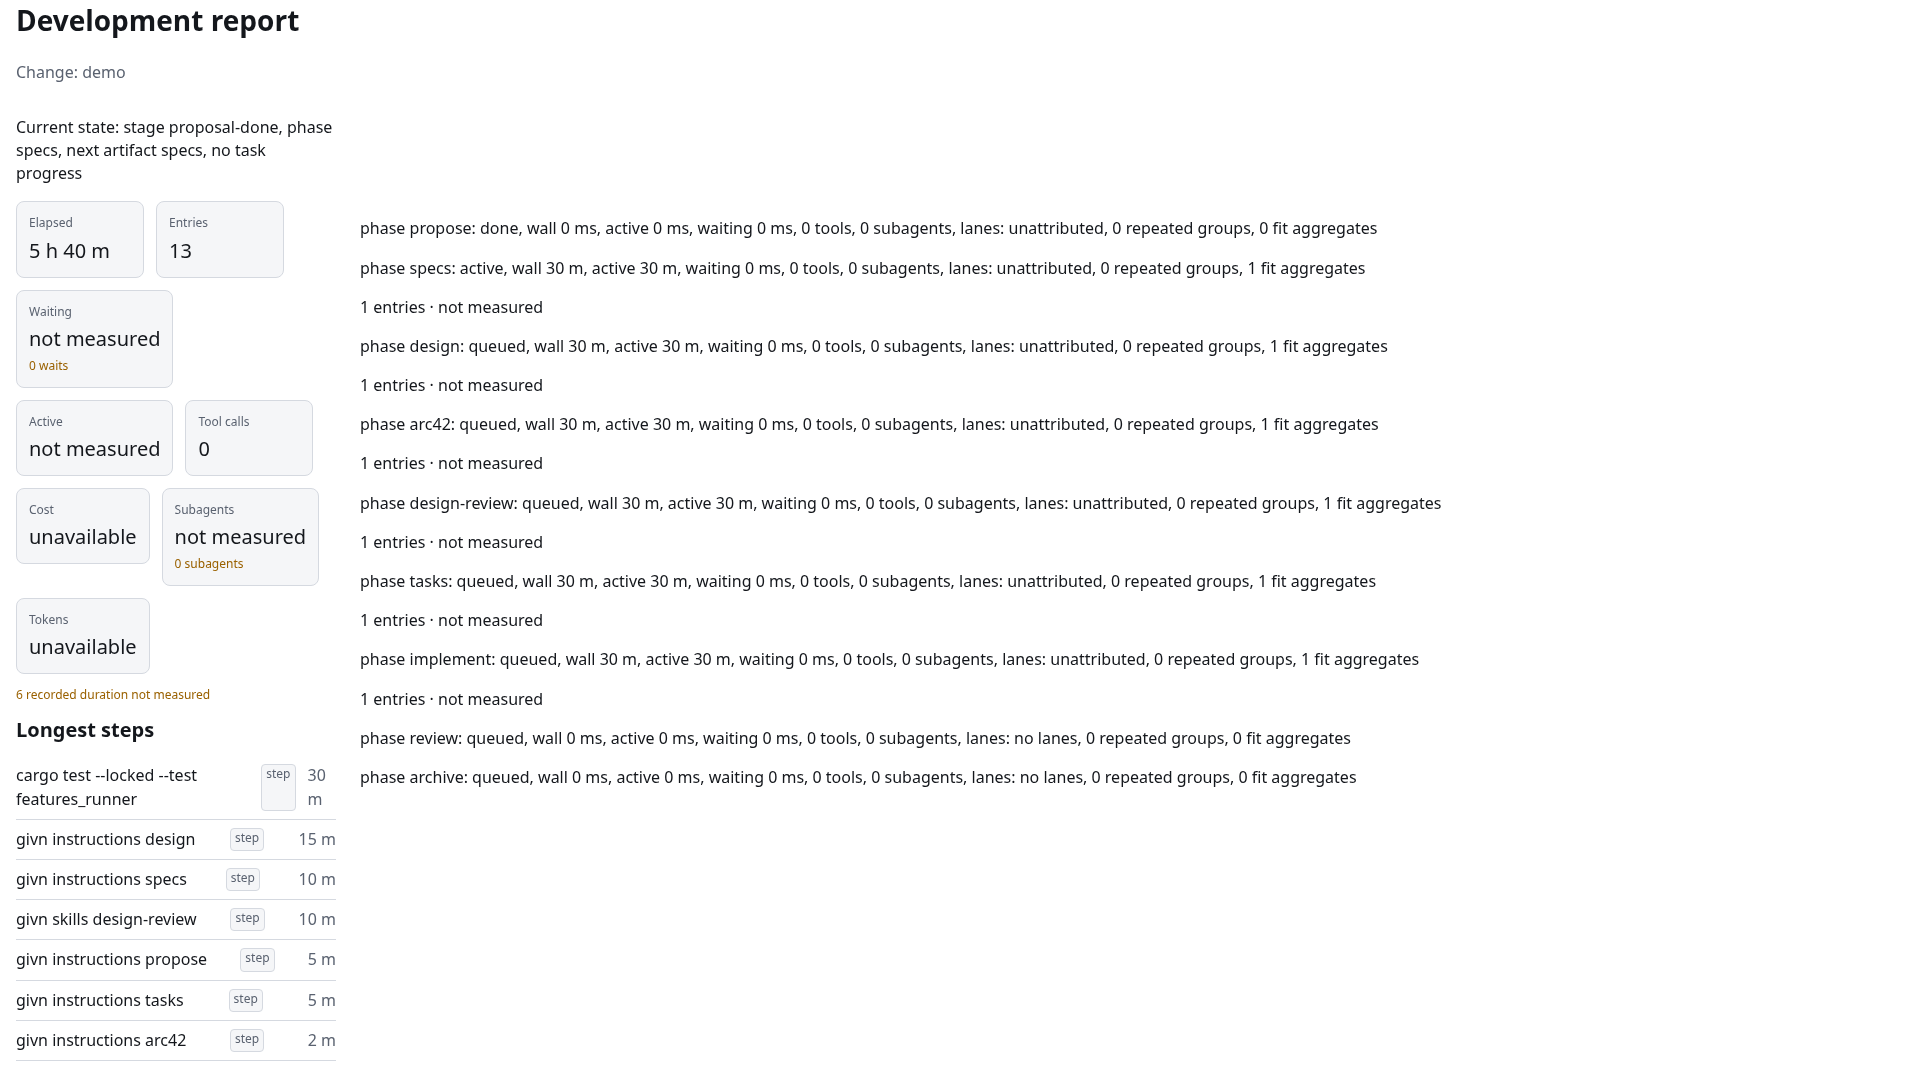 Development report
Change: demo
Current state: stage proposal-done, phase
specs, next artifact specs, no task
progress
Elapsed
5 h 40 m
Entries
13
Waiting
not measured
0 waits
Active
not measured
Tool calls
0
Cost
unavailable
Subagents
not measured
0 subagents
Tokens
unavailable
6 recorded duration not measured
Longest steps
cargo test --locked --test
features_runner
step
30
m
givn instructions design
step
15 m
givn instructions specs
step
10 m
givn skills design-review
step
10 m
givn instructions propose
step
5 m
givn instructions tasks
step
5 m
givn instructions arc42
step
2 m
phase propose: done, wall 0 ms, active 0 ms, waiting 0 ms, 0 tools, 0 subagents, lanes: unattributed, 0 repeated groups, 0 fit aggregates
phase specs: active, wall 30 m, active 30 m, waiting 0 ms, 0 tools, 0 subagents, lanes: unattributed, 0 repeated groups, 1 fit aggregates
1 entries · not measured
phase design: queued, wall 30 m, active 30 m, waiting 0 ms, 0 tools, 0 subagents, lanes: unattributed, 0 repeated groups, 1 fit aggregates
1 entries · not measured
phase arc42: queued, wall 30 m, active 30 m, waiting 0 ms, 0 tools, 0 subagents, lanes: unattributed, 0 repeated groups, 1 fit aggregates
1 entries · not measured
phase design-review: queued, wall 30 m, active 30 m, waiting 0 ms, 0 tools, 0 subagents, lanes: unattributed, 0 repeated groups, 1 fit aggregates
1 entries · not measured
phase tasks: queued, wall 30 m, active 30 m, waiting 0 ms, 0 tools, 0 subagents, lanes: unattributed, 0 repeated groups, 1 fit aggregates
1 entries · not measured
phase implement: queued, wall 30 m, active 30 m, waiting 0 ms, 0 tools, 0 subagents, lanes: unattributed, 0 repeated groups, 1 fit aggregates
1 entries · not measured
phase review: queued, wall 0 ms, active 0 ms, waiting 0 ms, 0 tools, 0 subagents, lanes: no lanes, 0 repeated groups, 0 fit aggregates
phase archive: queued, wall 0 ms, active 0 ms, waiting 0 ms, 0 tools, 0 subagents, lanes: no lanes, 0 repeated groups, 0 fit aggregates